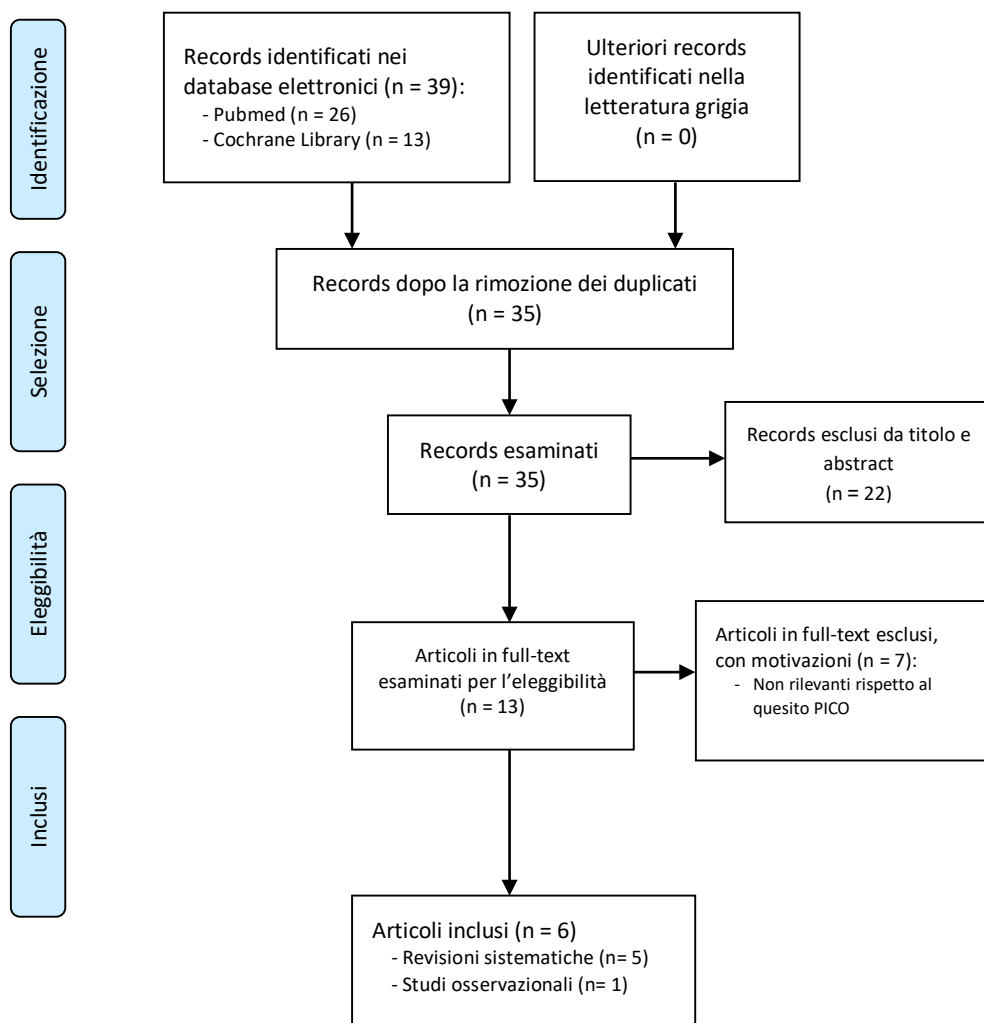 Identificazione
Records identificati nei
database elettronici (n = 39):
- Pubmed (n = 26)
- Cochrane Library (n = 13)
Ulteriori records
identificati nella
letteratura grigia
(n = 0)
Selezione
Records dopo la rimozione dei duplicati
(n = 35)
Records esaminati
(n = 35)
Records esclusi da titolo e
abstract
(n = 22)
Eleggibilità
Articoli in full-text
esaminati per l’eleggibilità
(n = 13)
Articoli in full-text esclusi,
con motivazioni (n = 7):
- Non rilevanti rispetto al
quesito PICO
Inclusi
Articoli inclusi (n = 6)
- Revisioni sistematiche (n= 5)
- Studi osservazionali (n= 1)